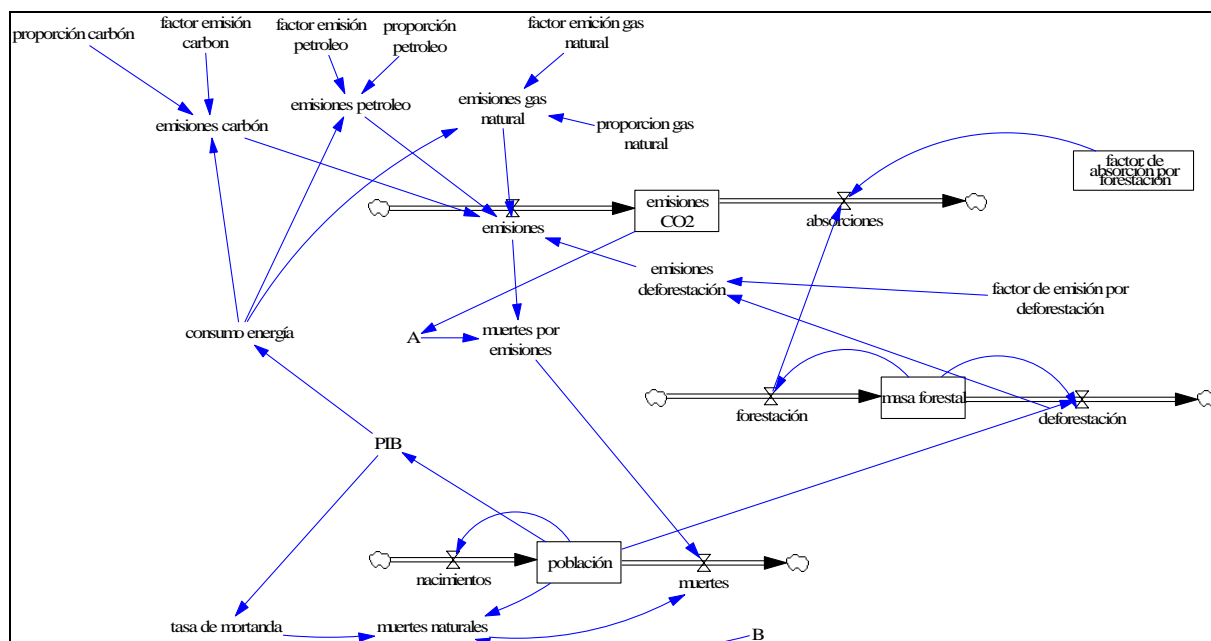 proporción carbón
factor emisión
carbon
factor emisión
petroleo
proporción
petroleo
factor emición gas
natural
emisiones carbón
emisiones petroleo
emisiones gas
natural
proporcion gas
natural
factor de
absorción por
forestación
emisiones
CO2
emisiones
absorciones
emisiones
deforestación
factor de emisión por
deforestación
consumo energía
A
muertes por
emisiones
forestación
masa forestal
deforestación
PIB
nacimientos
población
muertes
tasa de mortanda
muertes naturales
B